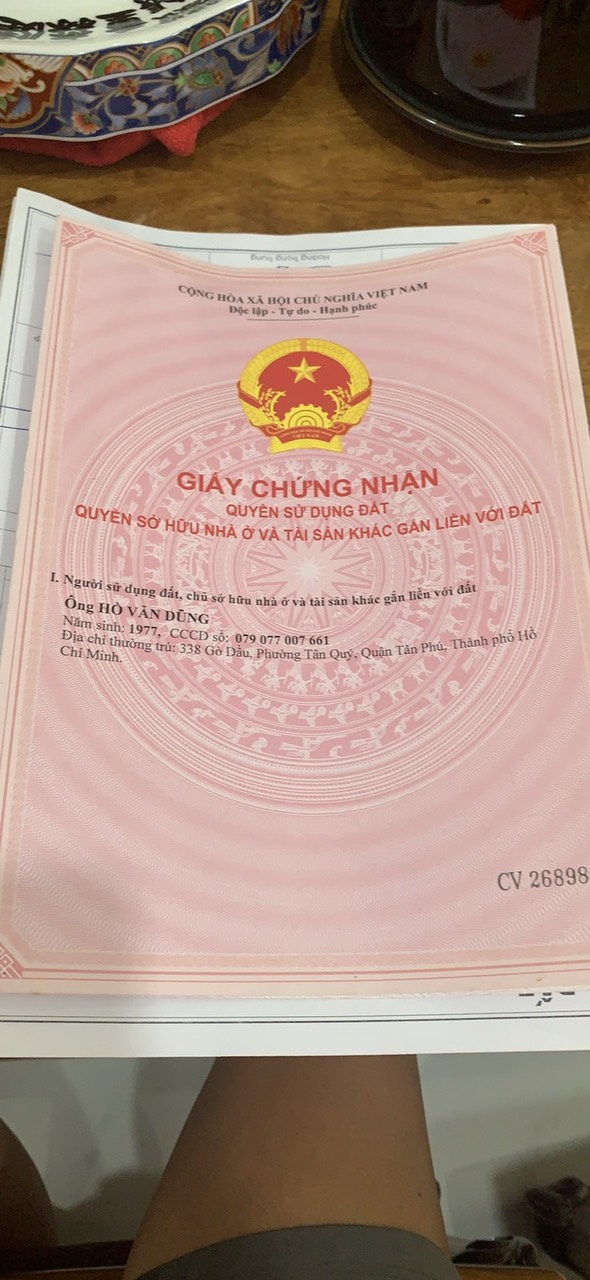 CỘNG HÒA XÃ HỘI CHỦ NGHĨA VIỆT NAM
Độc lập - Tự do - Hạnh phúc
VIỆT NAM
GIẤY CHỨNG NHẬN
QUYỀN SỬ DỤNG ĐẤT
QUYỀN SỞ HỮU NHÀ Ở VÀ TÀI SẢN KHÁC GẮN LIỀN VỚI ĐẤT
I. Người sử dụng đất, chủ sở hữu nhà ở và tài sản khác gắn liền với đất
Ông HỒ VĂN DŨNG
Năm sinh: 1977, CCCD số: 079 077 007 661
Địa chỉ thường trú: 338 Gò Dầu, Phường Tân Quý, Quận Tân Phú, Thành phố Hồ
Chí Minh.
CV 26898